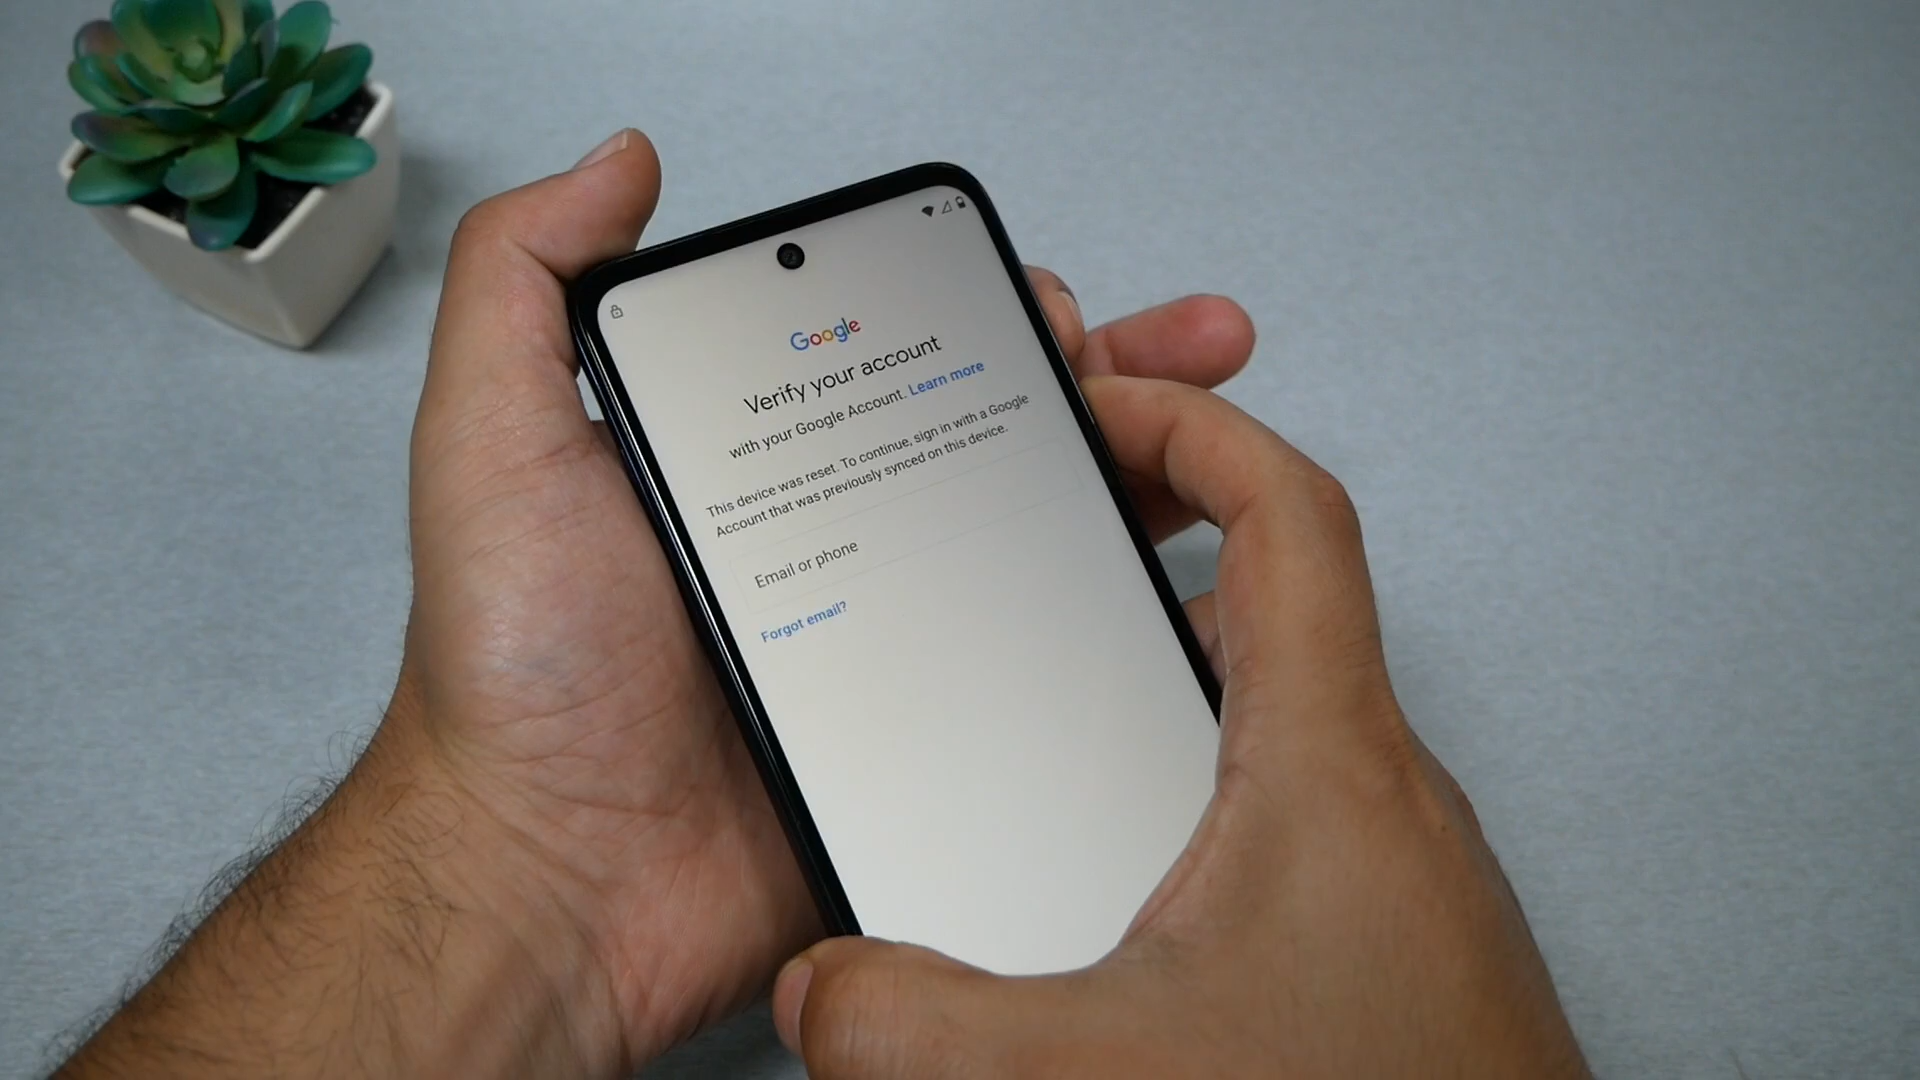 Google
Verify your account
with your Google Account. Learn more
This device was reset. To continue, sign in with a Google
Account that was previously synced on this device.
Email or phone
Forgot email?